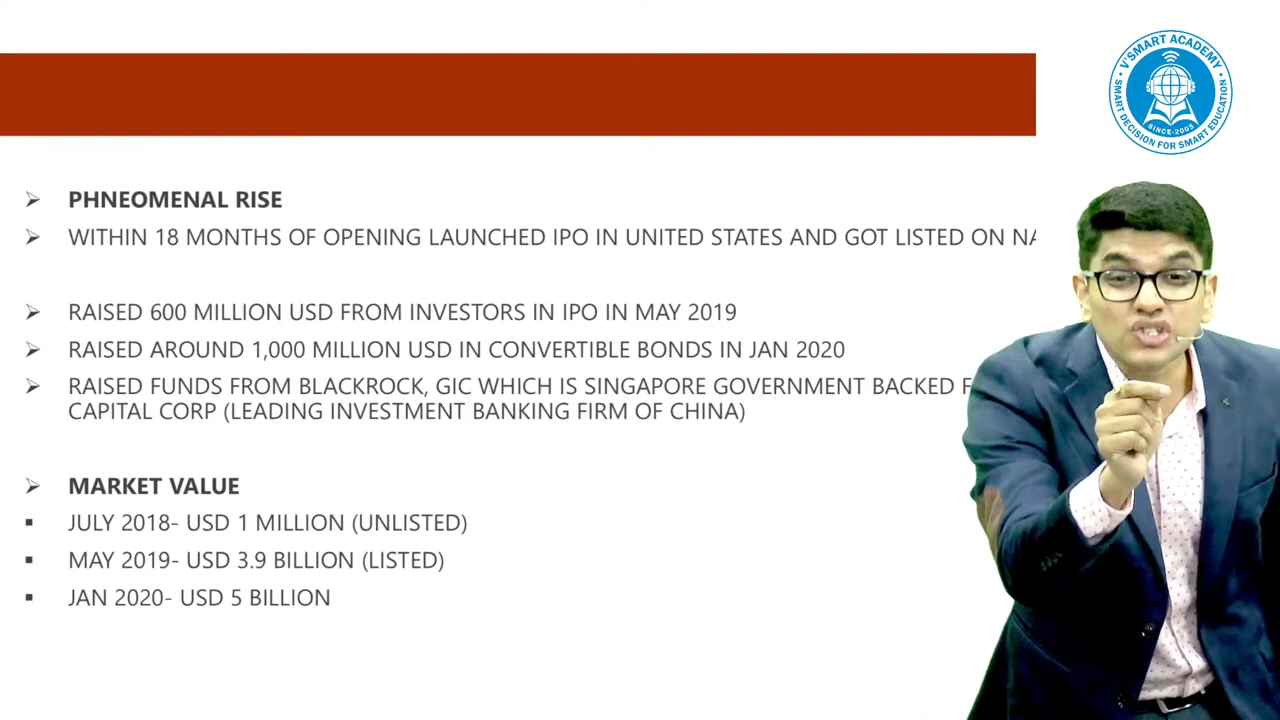 V'SMART ACADEMY
SMART DECISION FOR SMART EDUCATION
SINCE-2005
PHNEOMENAL RISE
WITHIN 18 MONTHS OF OPENING LAUNCHED IPO IN UNITED STATES AND GOT LISTED ON
RAISED 600 MILLION USD FROM INVESTORS IN IPO IN MAY 2019
RAISED AROUND 1,000 MILLION USD IN CONVERTIBLE BONDS IN JAN 2020
RAISED FUNDS FROM BLACKROCK, GIC WHICH IS SINGAPORE GOVERNMENT BACKED
CAPITAL CORP (LEADING INVESTMENT BANKING FIRM OF CHINA)
MARKET VALUE
JULY 2018- USD 1 MILLION (UNLISTED)
MAY 2019- USD 3.9 BILLION (LISTED)
JAN 2020- USD 5 BILLION